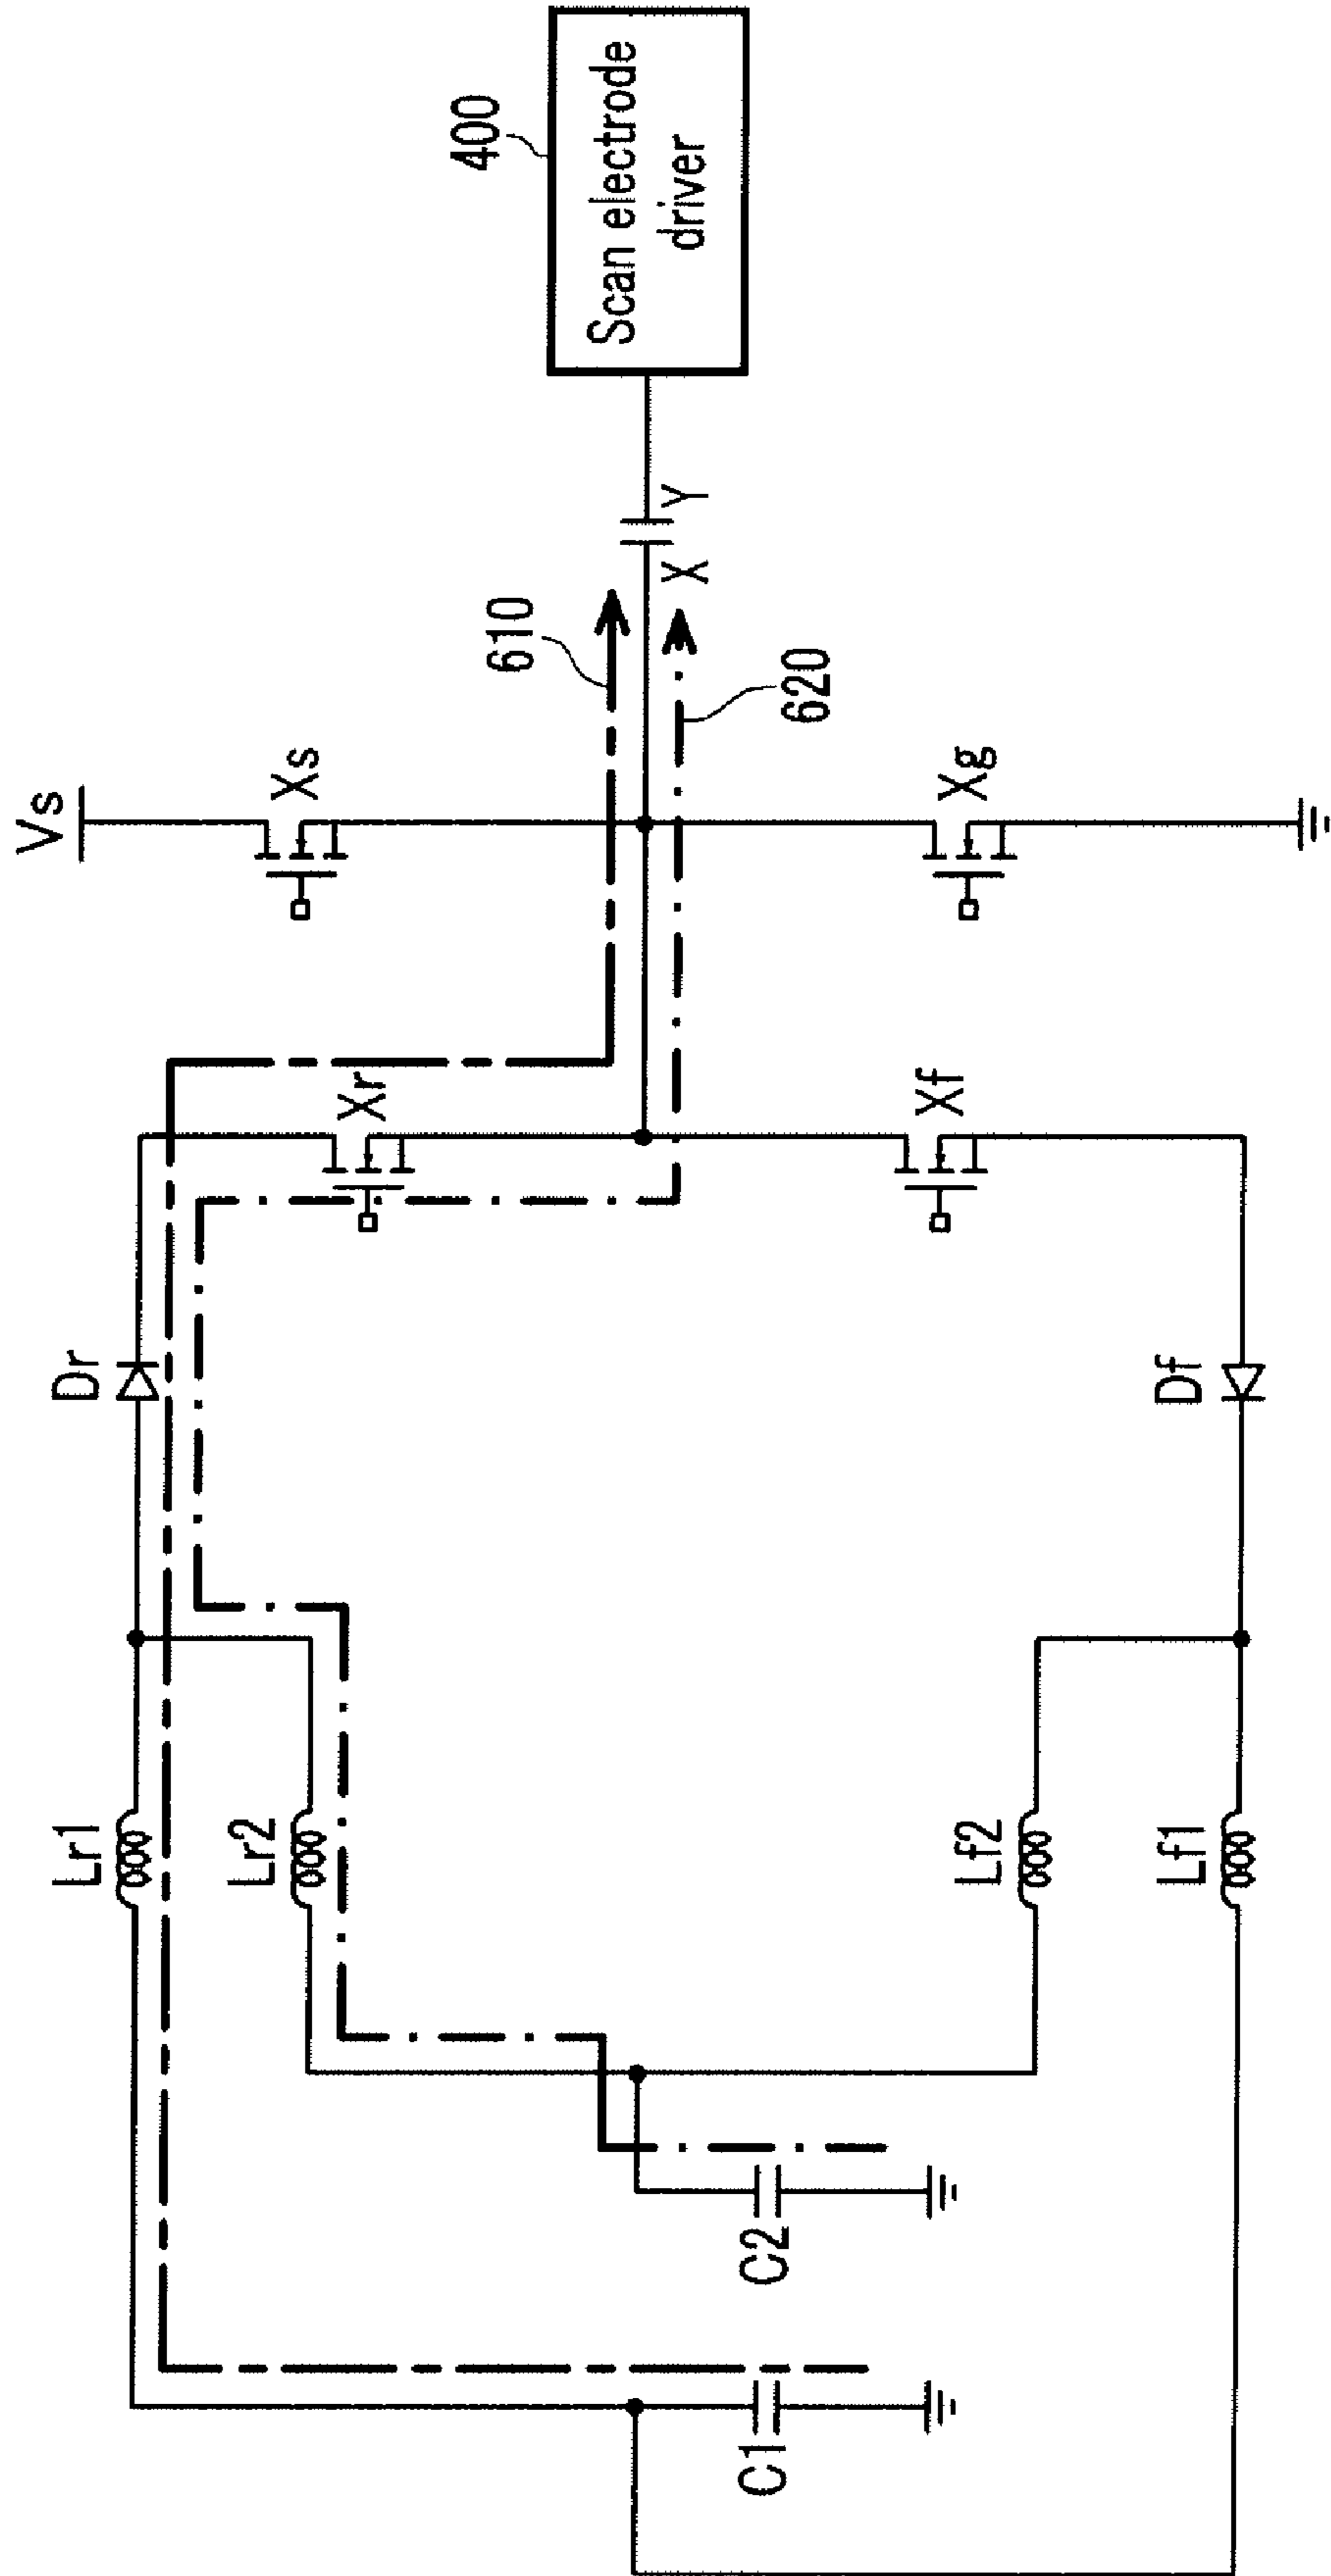 Vs
Xs
400
Scan electrode
driver
610
X
Y
620
Xg
Dr
Xr
Xf
Df
Lr1
Lr2
Lf2
Lf1
C2
C1